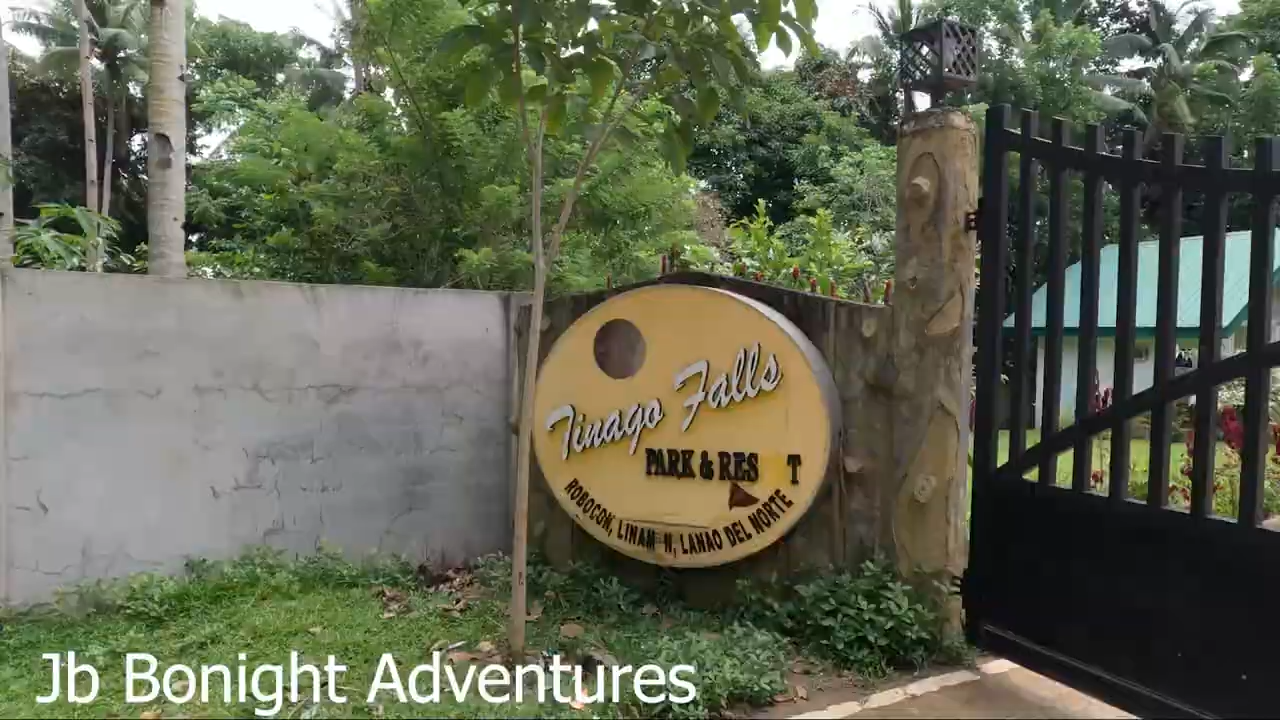 Tinago Falls
PARK & RES T
ROBOCON, LINAM N, LANAO DEL NORTE
Jb Bonight Adventures